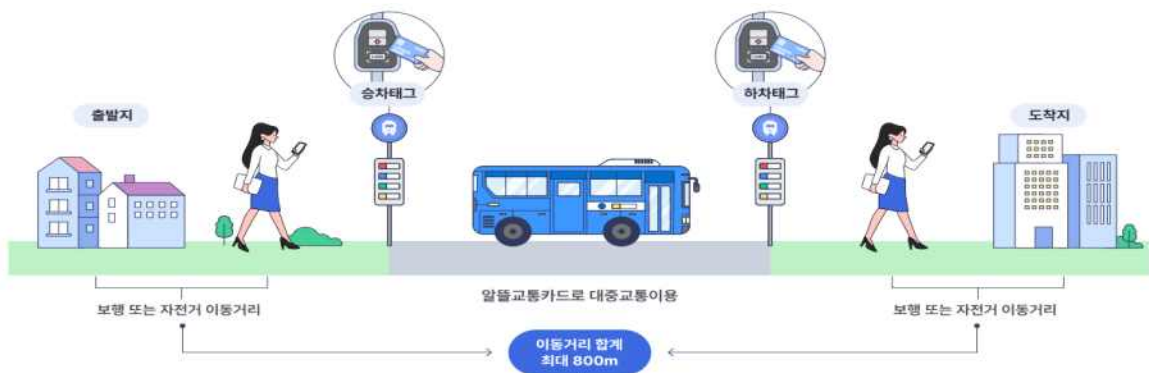 승차태그
하차태그
출발지
도착지
알뜰교통카드로 대중교통이용
보행 또는 자전거 이동거리
보행 또는 자전거 이동거리
이동거리 합계
최대 800m